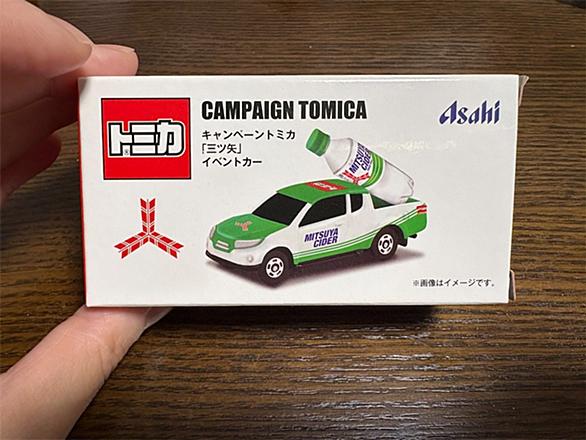 トミカ
CAMPAIGN TOMICA
キャンペーントミカ
「三ツ矢」
イベントカー
Asahi
MITSUYA
CIDER
MITSUYA
CIDER
※画像はイメージです。